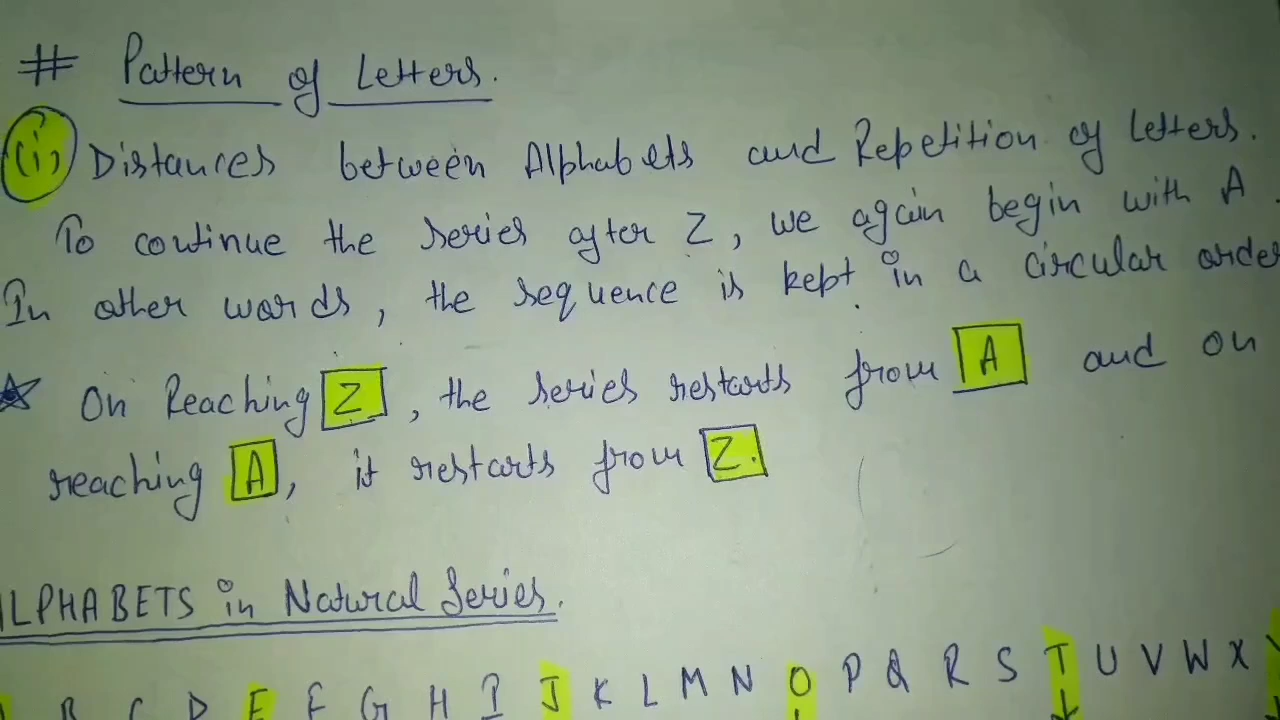 # Pattern of Letters.
(i) Distances between Alphabets and Repetition of Letters.
To continue the series after Z, we again begin with A.
In other words, the sequence is kept in a circular order
☆ On Reaching Z, the series restarts from A and on
reaching A, it restarts from Z.
ALPHABETS in Natural Series.
B C D E F G H I J K L M N O P Q R S T U V W X